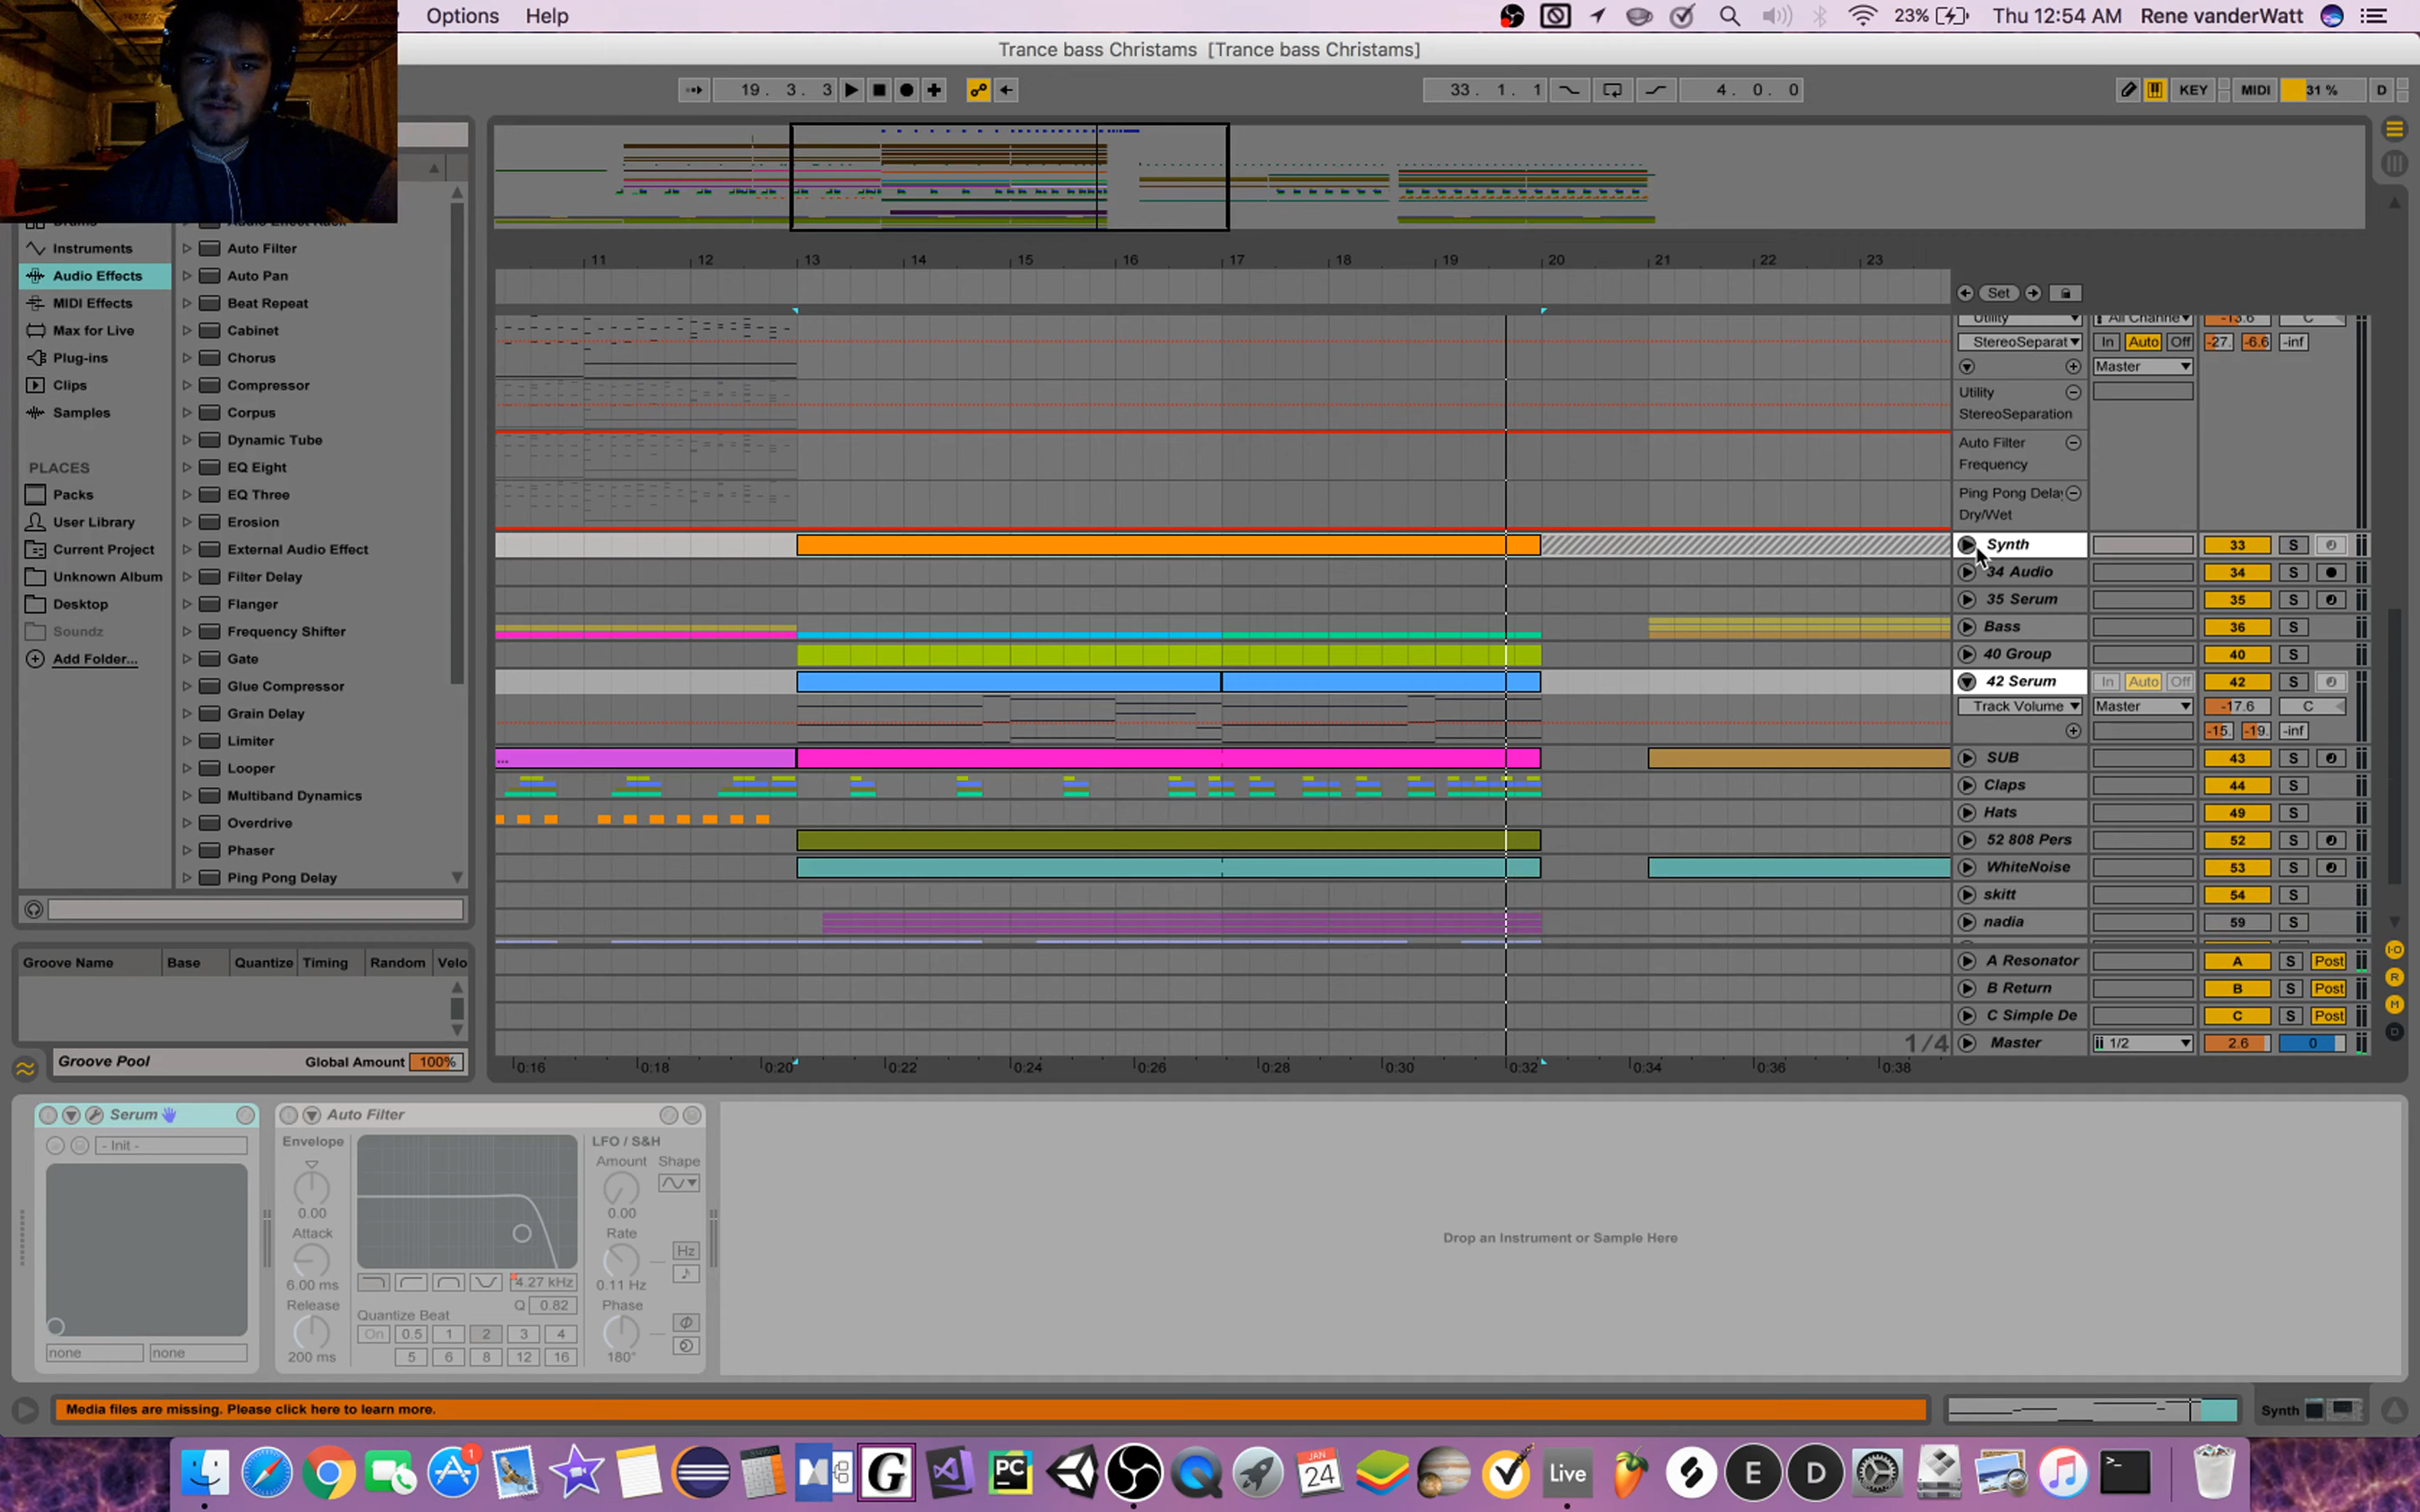 Options Help
23% Thu 12:54 AM Rene vanderWatt
Trance bass Christams [Trance bass Christams]
19. 3. 3
33. 1. 1
4. 0. 0
KEY MIDI 31 % D
11 12 13 14 15 16 17 18 19 20 21 22 23
Set
Instruments
Audio Effects
MIDI Effects
Max for Live
Plug-ins
Clips
Samples
PLACES
Packs
User Library
Current Project
Unknown Album
Desktop
Soundz
Add Folder...
Auto Filter
Auto Pan
Beat Repeat
Cabinet
Chorus
Compressor
Corpus
Dynamic Tube
EQ Eight
EQ Three
Erosion
External Audio Effect
Filter Delay
Flanger
Frequency Shifter
Gate
Glue Compressor
Grain Delay
Limiter
Looper
Multiband Dynamics
Overdrive
Phaser
Ping Pong Delay
Utility All Channe -13.6 C
StereoSeparat In Auto Off -27. -6.6 -inf
Master
Utility
StereoSeparation
Auto Filter
Frequency
Ping Pong Dela
Dry/Wet
Synth 33 S
34 Audio 34 S
35 Serum 35 S
Bass 36 S
40 Group 40 S
42 Serum In Auto Off 42 S
Track Volume Master -17.6 C
-15. -19. -inf
... SUB 43 S
Claps 44 S
Hats 49 S
52 808 Pers 52 S
WhiteNoise 53 S
skitt 54 S
nadia 59 S
A Resonator A S Post
B Return B S Post
C Simple De C S Post
1/4 Master 1/2 2.6 0
I-O
R
M
D
0:16 0:18 0:20 0:22 0:24 0:26 0:28 0:30 0:32 0:34 0:36 0:38
Groove Name Base Quantize Timing Random Velo
Groove Pool Global Amount 100%
Serum
- Init -
none none
Auto Filter
Envelope LFO / S&H
Amount Shape
0.00 0.00
Attack Rate
Hz
6.00 ms 4.27 kHz 0.11 Hz
Release Q 0.82 Phase
Quantize Beat
On 0.5 1 2 3 4
200 ms 5 6 8 12 16 180°
Drop an Instrument or Sample Here
Media files are missing. Please click here to learn more.
Synth
1
G
PC
JAN
24
Live
E
D